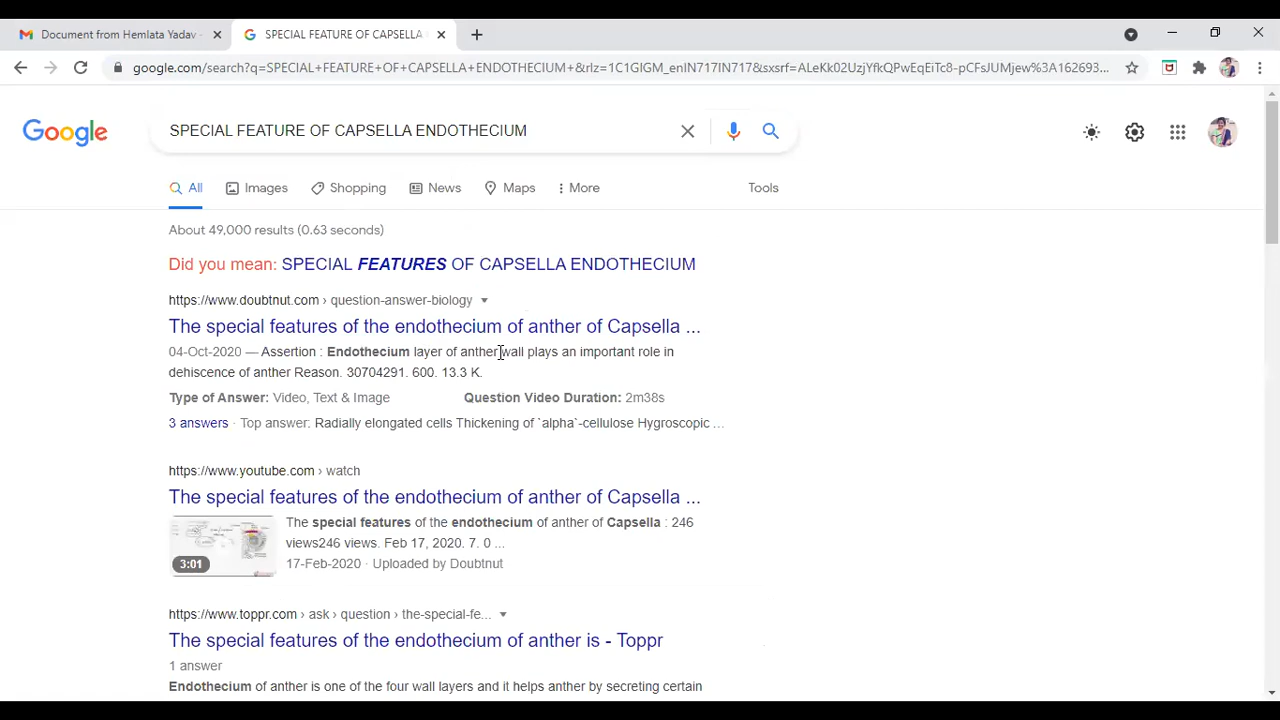 Document from Hemlata Yadav -
SPECIAL FEATURE OF CAPSELLA
google.com/search?q=SPECIAL+FEATURE+OF+CAPSELLA+ENDOTHECIUM+&rlz=1C1GIGM_enIN717IN717&sxsrf=ALeKk02UzjYfkQPwEqEiTc8-pCFsJUMjew%3A162693...
Google
SPECIAL FEATURE OF CAPSELLA ENDOTHECIUM
All Images Shopping News Maps More Tools
About 49,000 results (0.63 seconds)
Did you mean: SPECIAL FEATURES OF CAPSELLA ENDOTHECIUM
https://www.doubtnut.com › question-answer-biology
The special features of the endothecium of anther of Capsella ...
04-Oct-2020 — Assertion : Endothecium layer of anther wall plays an important role in
dehiscence of anther Reason. 30704291. 600. 13.3 K.
Type of Answer: Video, Text & Image Question Video Duration: 2m38s
3 answers · Top answer: Radially elongated cells Thickening of `alpha`-cellulose Hygroscopic ...
https://www.youtube.com › watch
The special features of the endothecium of anther of Capsella ...
The special features of the endothecium of anther of Capsella : 246
views246 views. Feb 17, 2020. 7. 0 ...
3:01
17-Feb-2020 · Uploaded by Doubtnut
https://www.toppr.com › ask › question › the-special-fe...
The special features of the endothecium of anther is - Toppr
1 answer
Endothecium of anther is one of the four wall layers and it helps anther by secreting certain